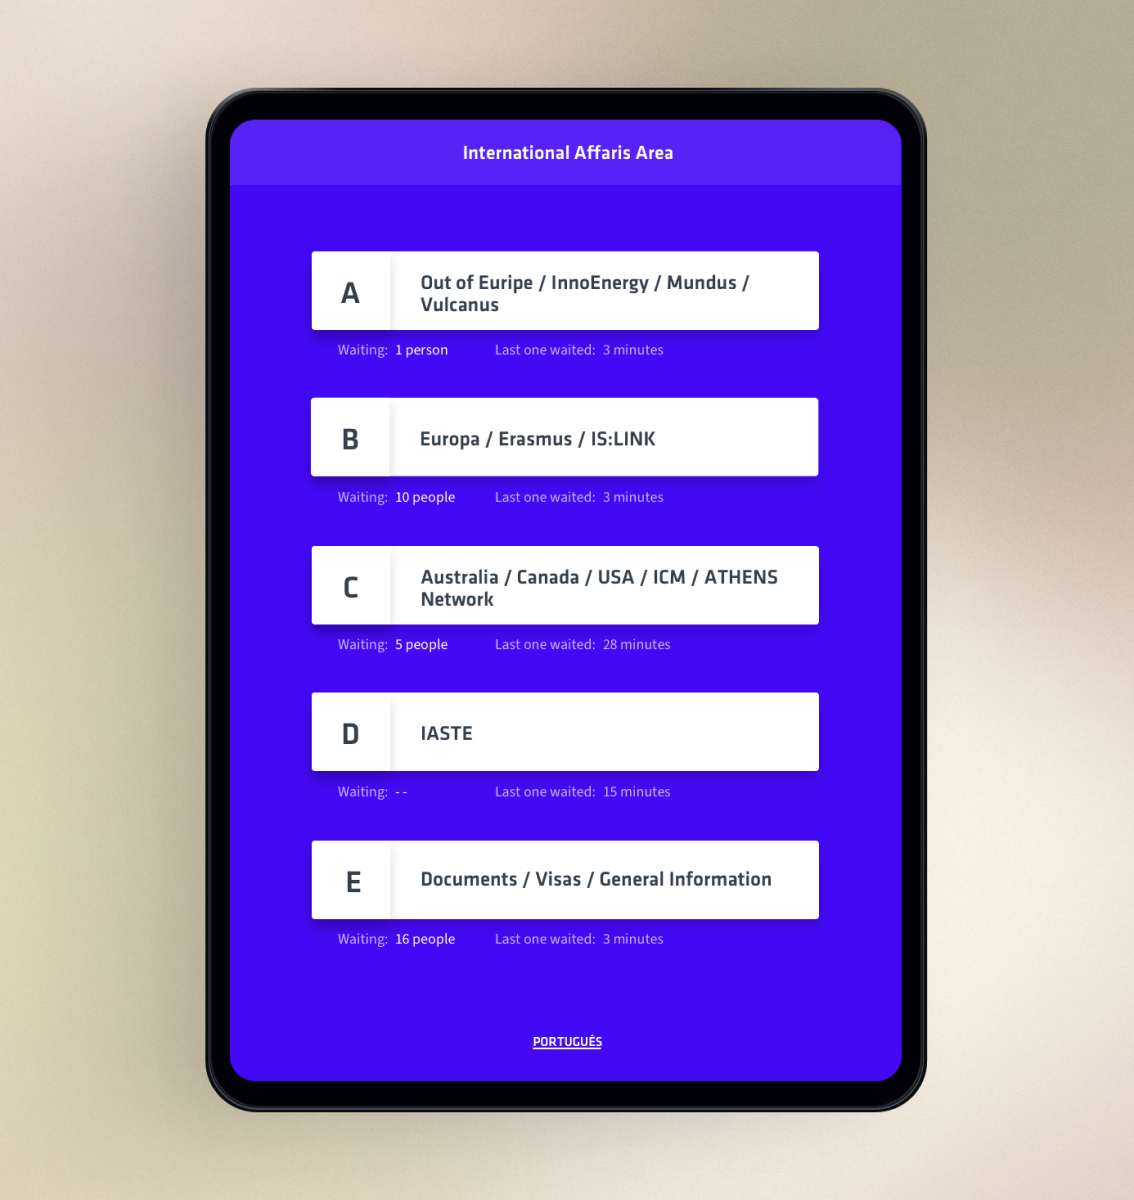 International Affaris Area
A
Out of Euripe / InnoEnergy / Mundus /
Vulcanus
Waiting: 1 person Last one waited: 3 minutes
B
Europa / Erasmus / IS:LINK
Waiting: 10 people Last one waited: 3 minutes
C
Australia / Canada / USA / ICM / ATHENS
Network
Waiting: 5 people Last one waited: 28 minutes
D
IASTE
Waiting: -- Last one waited: 15 minutes
E
Documents / Visas / General Information
Waiting: 16 people Last one waited: 3 minutes
PORTUGUÊS